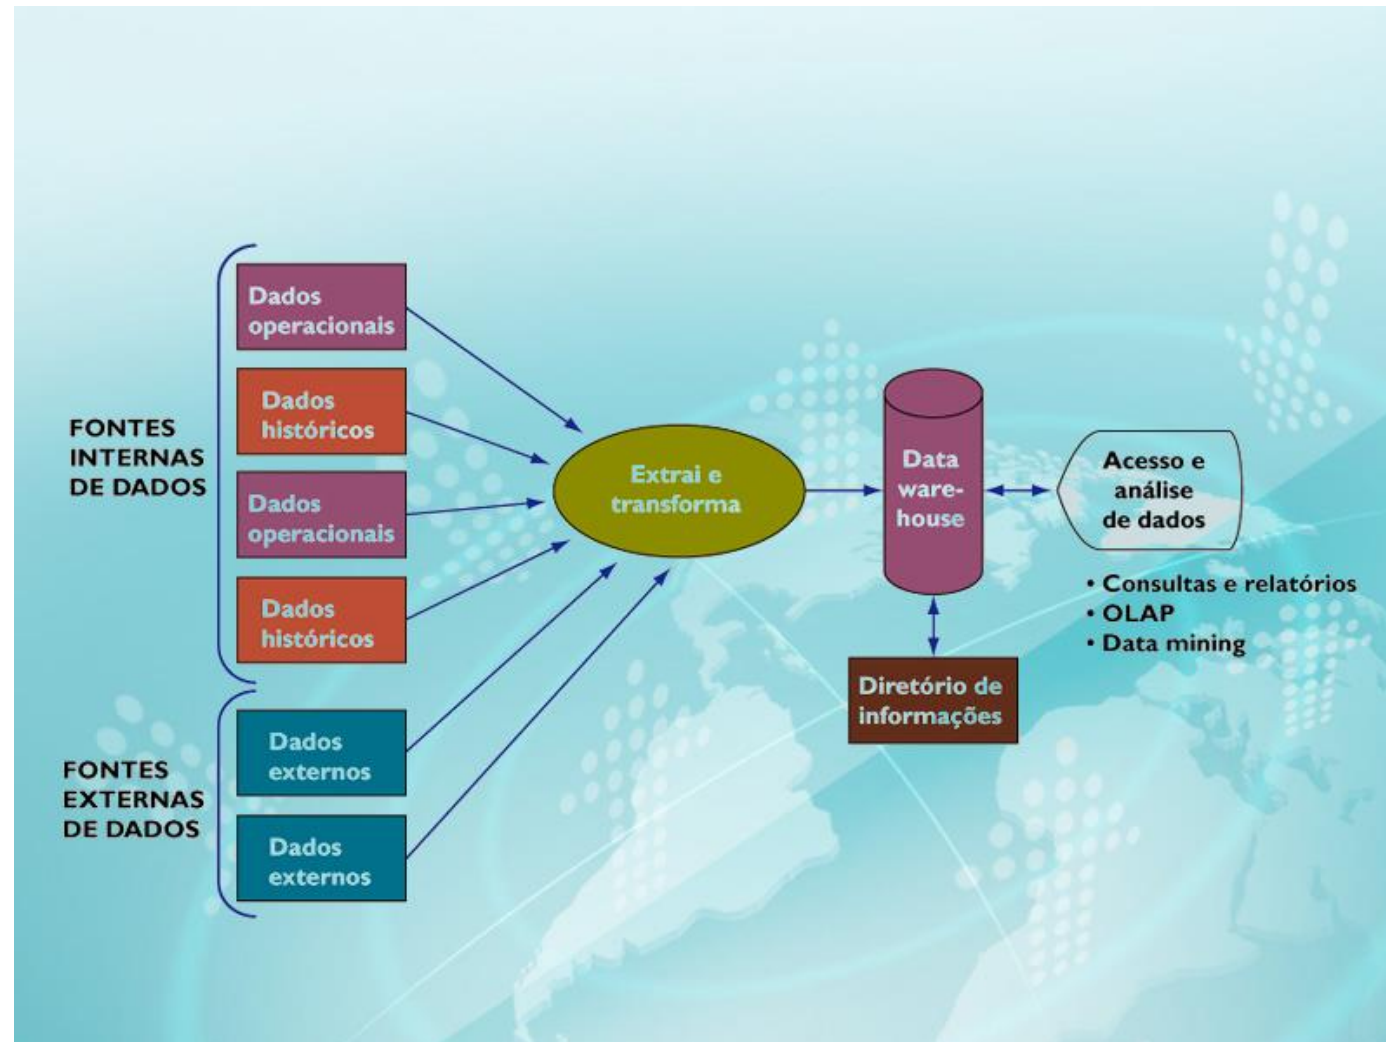 FONTES
INTERNAS
DE DADOS
Dados
operacionais
Dados
históricos
Dados
operacionais
Dados
históricos
FONTES
EXTERNAS
DE DADOS
Dados
externos
Dados
externos
Extrai e
transforma
Data
ware-
house
Diretório de
informações
Acesso e
análise
de dados
• Consultas e relatórios
• OLAP
• Data mining